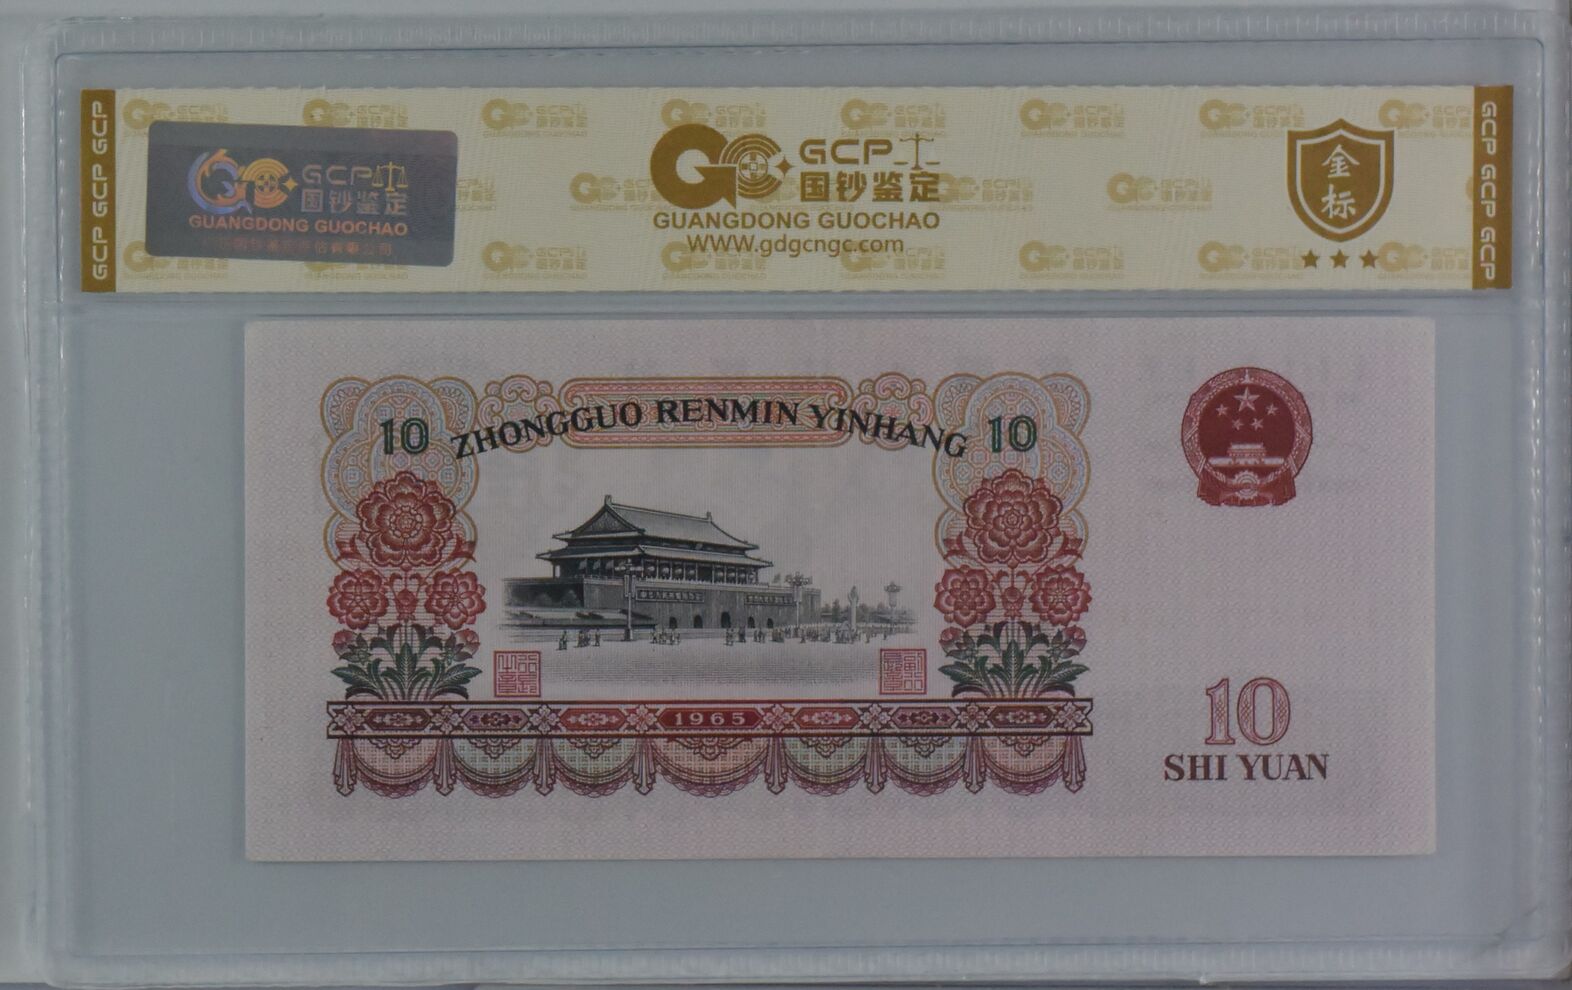 GCP GCP GCP
GCP
国钞鉴定
GUANGDONG GUOCHAO
GCP
国钞鉴定
GUANGDONG GUOCHAO
WWW.gdgcngc.com
金标
GCP GCP GCP
ZHONGGUO RENMIN YINHANG
10
10
1965
10
SHI YUAN